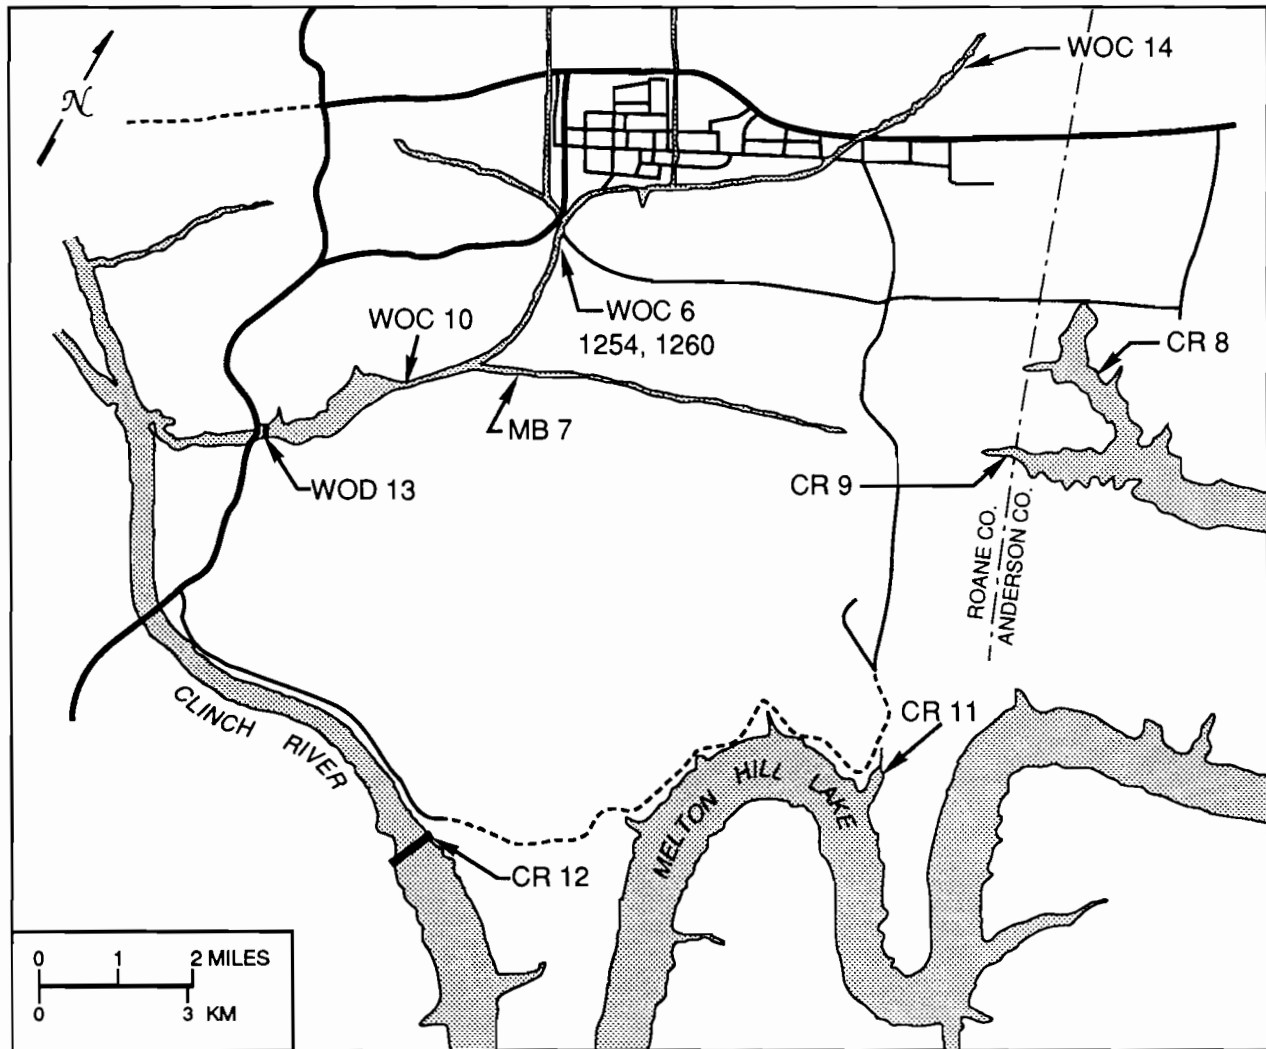 WOC 14
N
WOC 10
WOC 6
1254, 1260
CR 8
MB 7
CR 9
WOD 13
ROANE CO.
ANDERSON CO.
CLINCH RIVER
CR 11
MELTON HILL LAKE
CR 12
0 1 2 MILES
0 3 KM